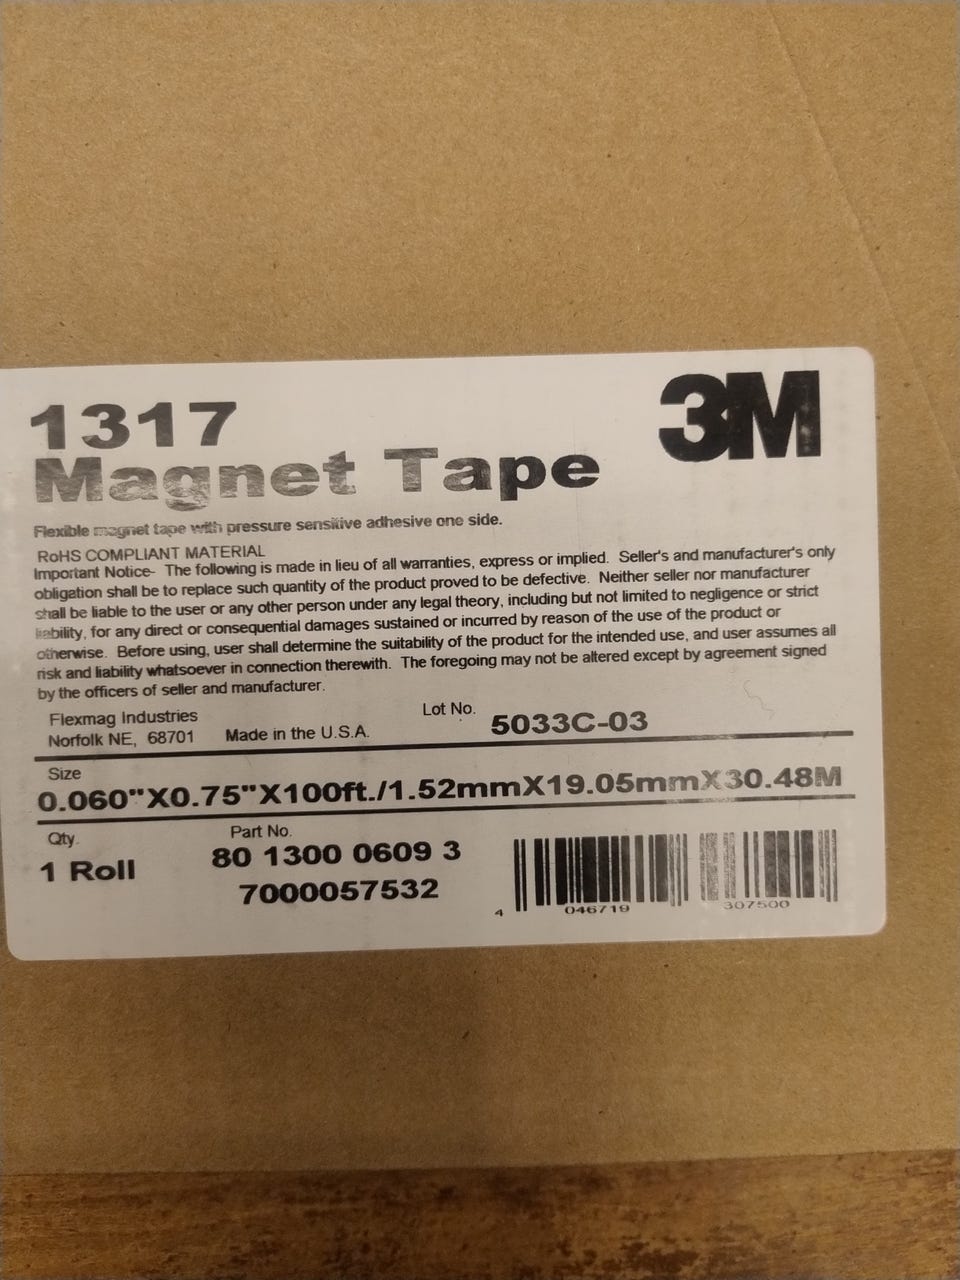 1317
3M
Magnet Tape
Flexible magnet tape with pressure sensitive adhesive one side.
RoHS COMPLIANT MATERIAL
Important Notice- The following is made in lieu of all warranties, express or implied. Seller's and manufacturer's only
obligation shall be to replace such quantity of the product proved to be defective. Neither seller nor manufacturer
shall be liable to the user or any other person under any legal theory, including but not limited to negligence or strict
liability, for any direct or consequential damages sustained or incurred by reason of the use of the product or
otherwise. Before using, user shall determine the suitability of the product for the intended use, and user assumes all
risk and liability whatsoever in connection therewith. The foregoing may not be altered except by agreement signed
by the officers of seller and manufacturer.
Flexmag Industries
Norfolk NE, 68701 Made in the U.S.A.
Lot No. 5033C-03
Size
0.060"X0.75"X100ft./1.52mmX19.05mmX30.48M
Qty.
1 Roll
Part No.
80 1300 0609 3
7000057532
4 046719 307500